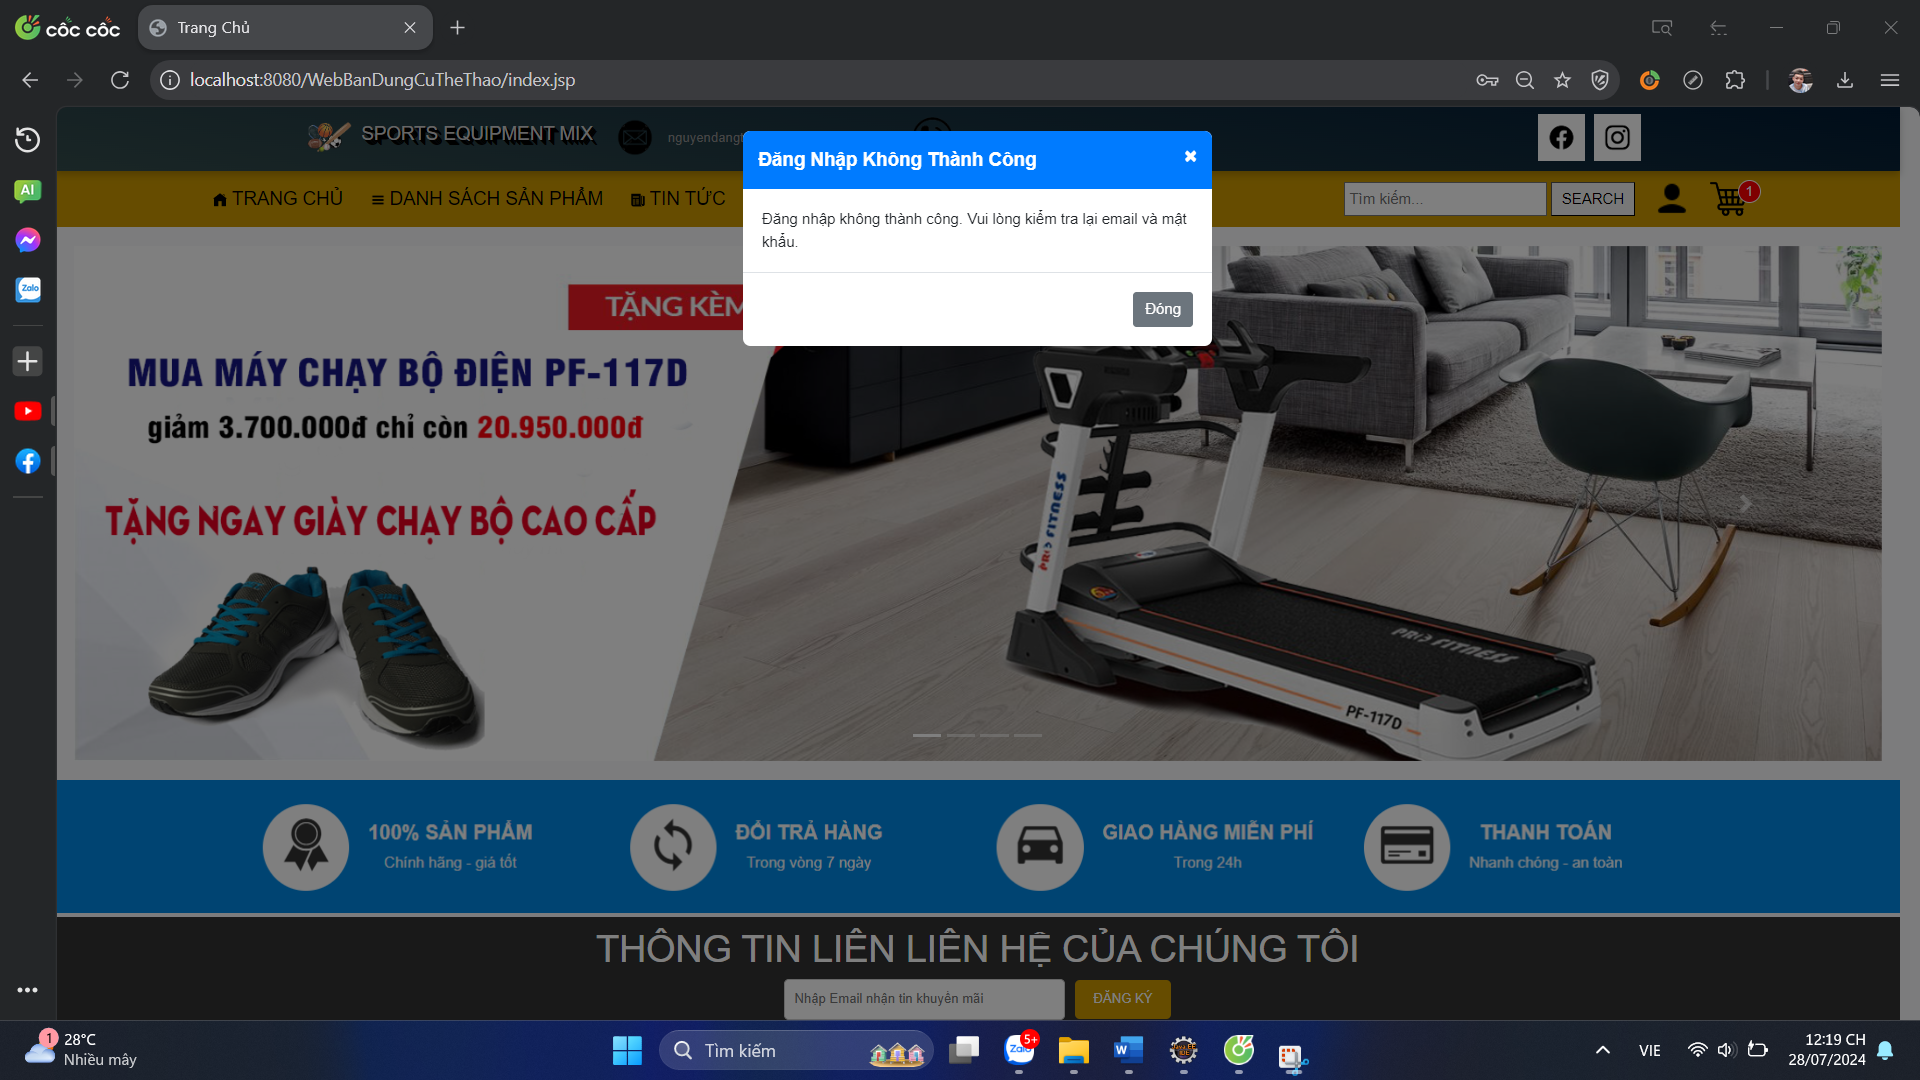 cốc cốc
Trang Chủ
localhost:8080/WebBanDungCuTheThao/index.jsp
SPORTS EQUIPMENT MIX
nguyendangt
TRANG CHỦ
DANH SÁCH SẢN PHẨM
TIN TỨC
Tìm kiếm...
SEARCH
1
Đăng Nhập Không Thành Công
Đăng nhập không thành công. Vui lòng kiểm tra lại email và mật
khẩu.
Đóng
AI
Zalo
TẶNG KÈM
MUA MÁY CHẠY BỘ ĐIỆN PF-117D
giảm 3.700.000đ chỉ còn 20.950.000đ
TẶNG NGAY GIÀY CHẠY BỘ CAO CẤP
PRO FITNESS
PRO FITNESS
PF-117D
100% SẢN PHẨM
Chính hãng - giá tốt
ĐỔI TRẢ HÀNG
Trong vòng 7 ngày
GIAO HÀNG MIỄN PHÍ
Trong 24h
THANH TOÁN
Nhanh chóng - an toàn
THÔNG TIN LIÊN LIÊN HỆ CỦA CHÚNG TÔI
Nhập Email nhận tin khuyến mãi
ĐĂNG KÝ
1
28°C
Nhiều mây
Tìm kiếm
Zalo
5+
W
VIE
12:19 CH
28/07/2024